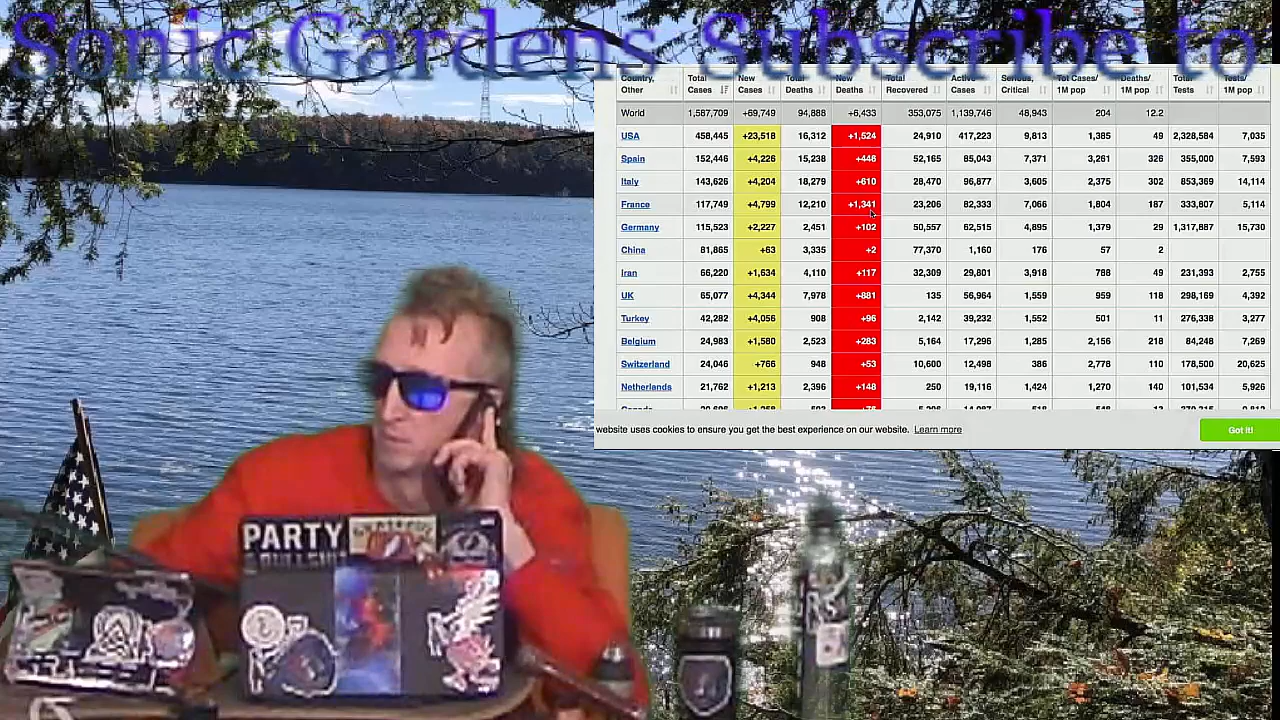 Sonic Gardens Subscribe to
Country, Other Total Cases New Cases Total Deaths New Deaths Total Recovered Active Cases Serious, Critical Tot Cases/ 1M pop Deaths/ 1M pop Total Tests Tests/ 1M pop
World 1,587,709 +69,749 94,888 +6,433 353,075 1,139,746 48,943 204 12.2
USA 458,445 +23,518 16,312 +1,524 24,910 417,223 9,813 1,385 49 2,328,584 7,035
Spain 152,446 +4,226 15,238 +446 52,165 85,043 7,371 3,261 326 355,000 7,593
Italy 143,626 +4,204 18,279 +610 28,470 96,877 3,605 2,375 302 853,369 14,114
France 117,749 +4,799 12,210 +1,341 23,206 82,333 7,066 1,804 187 333,807 5,114
Germany 115,523 +2,227 2,451 +102 50,557 62,515 4,895 1,379 29 1,317,887 15,730
China 81,865 +63 3,335 +2 77,370 1,160 176 57 2
Iran 66,220 +1,634 4,110 +117 32,309 29,801 3,918 788 49 231,393 2,755
UK 65,077 +4,344 7,978 +881 135 56,964 1,559 959 118 298,169 4,392
Turkey 42,282 +4,056 908 +96 2,142 39,232 1,552 501 11 276,338 3,277
Belgium 24,983 +1,580 2,523 +283 5,164 17,296 1,285 2,156 218 84,248 7,269
Switzerland 24,046 +766 948 +53 10,600 12,498 386 2,778 110 178,500 20,625
Netherlands 21,762 +1,213 2,396 +148 250 19,116 1,424 1,270 140 101,534 5,926
website uses cookies to ensure you get the best experience on our website. Learn more Got it!
PARTY